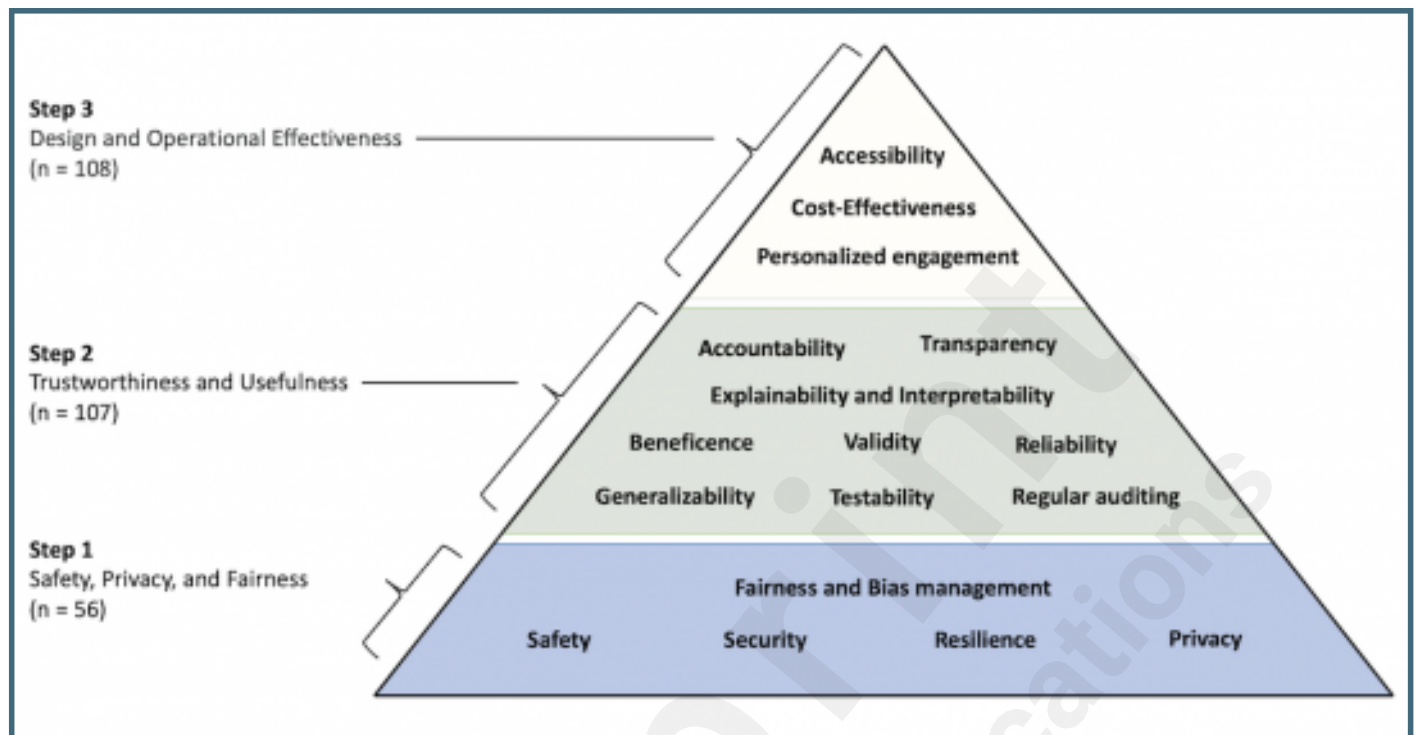 Step 3
Design and Operational Effectiveness
(n = 108)
Accessibility
Cost-Effectiveness
Personalized engagement
Step 2
Trustworthiness and Usefulness
(n = 107)
Accountability Transparency
Explainability and Interpretability
Beneficence Validity Reliability
Generalizability Testability Regular auditing
Step 1
Safety, Privacy, and Fairness
(n = 56)
Fairness and Bias management
Safety Security Resilience Privacy